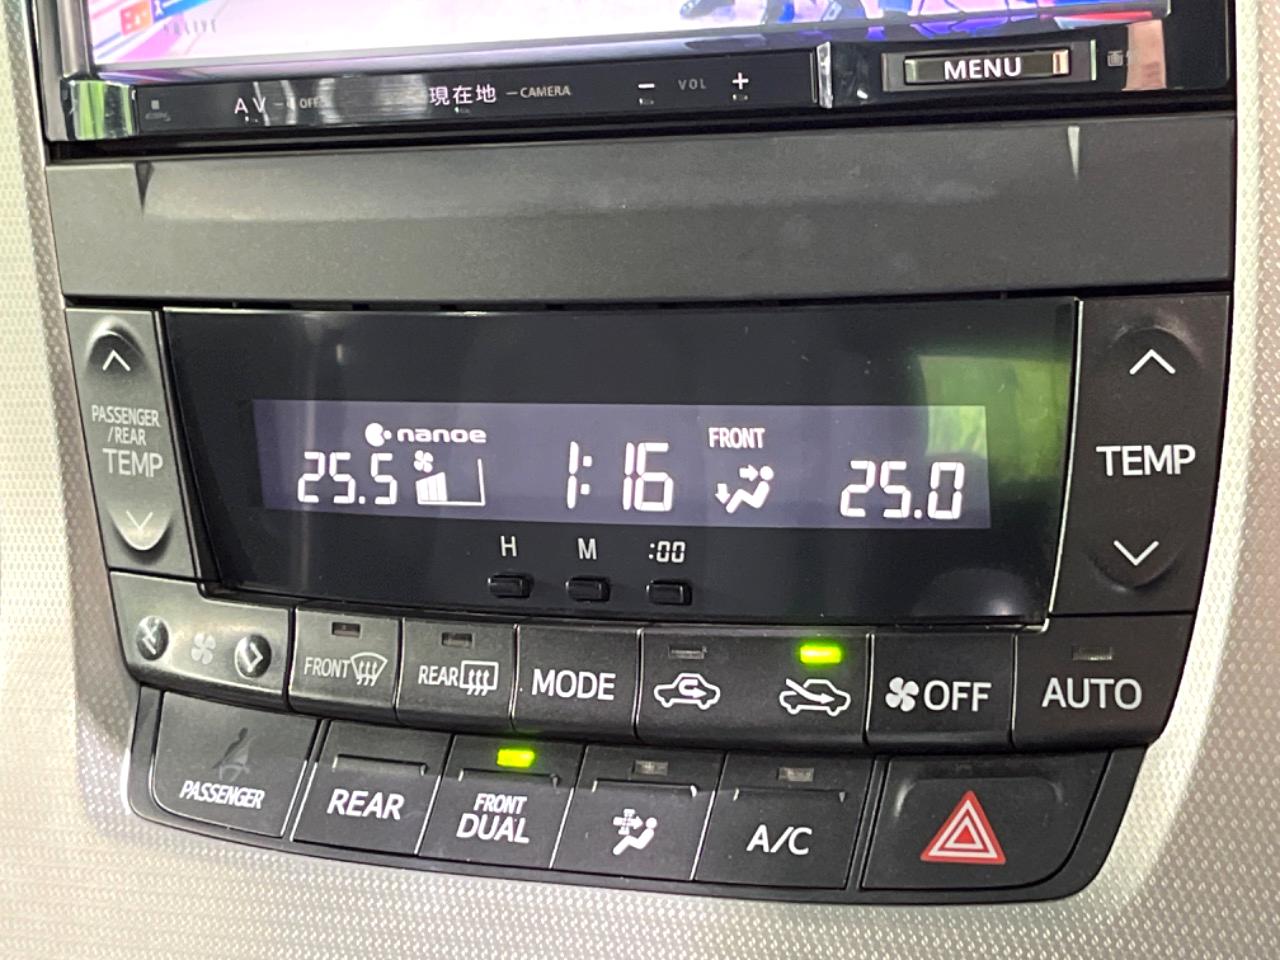 AV - OFF
現在地 - CAMERA
- VOL +
MENU
PASSENGER
/REAR
TEMP
nanoe
25.5
1:16
FRONT
25.0
TEMP
H M :00
FRONT
REAR
MODE
OFF
AUTO
PASSENGER
REAR
FRONT
DUAL
A/C